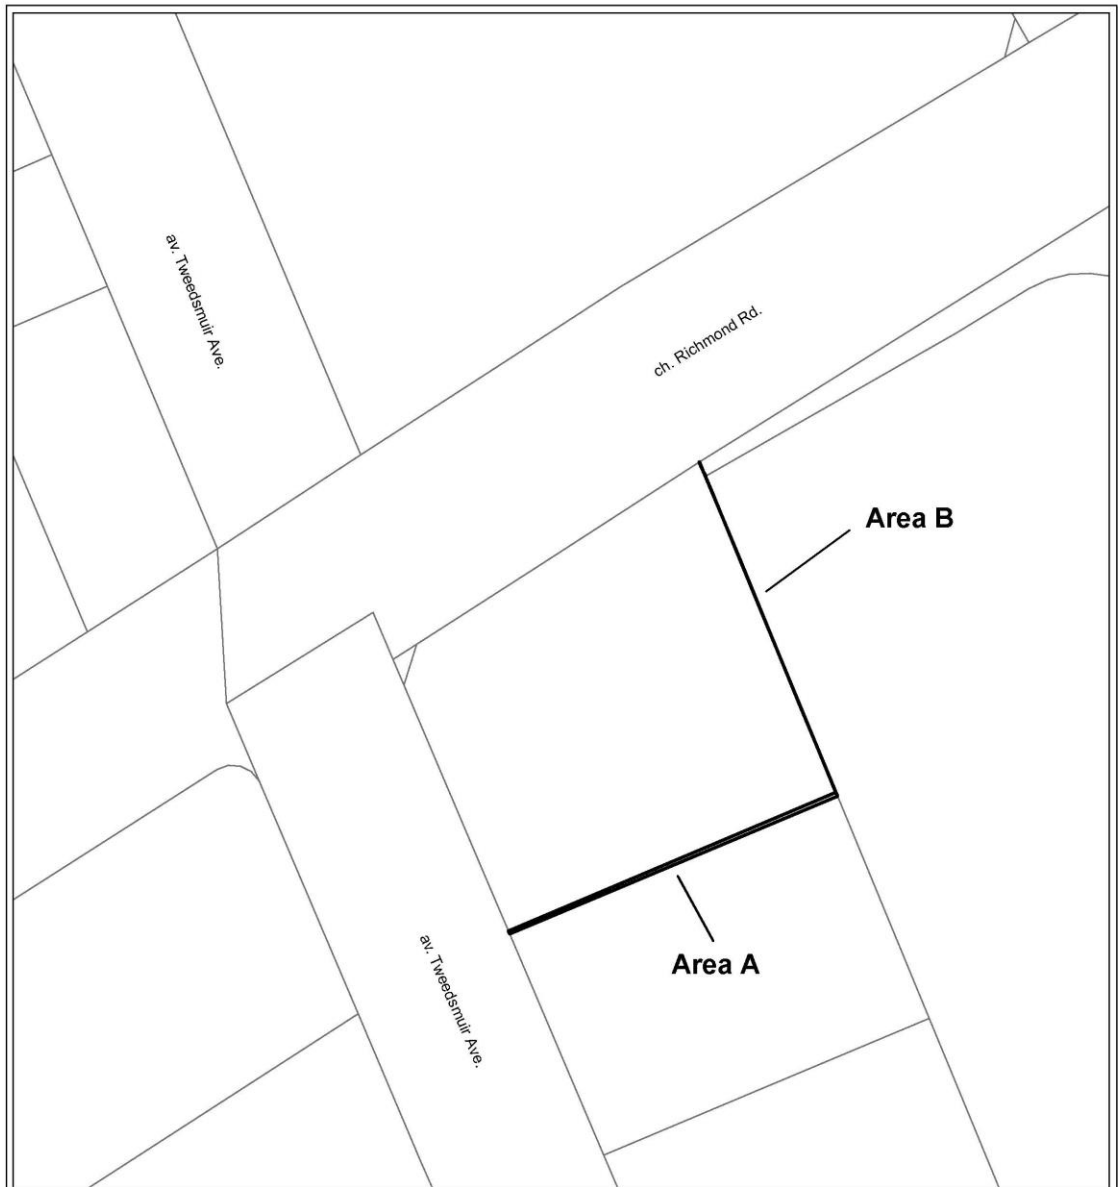 av. Tweedsmuir Ave.
ch. Richmond Rd.
Area B
av. Tweedsmuir Ave.
Area A